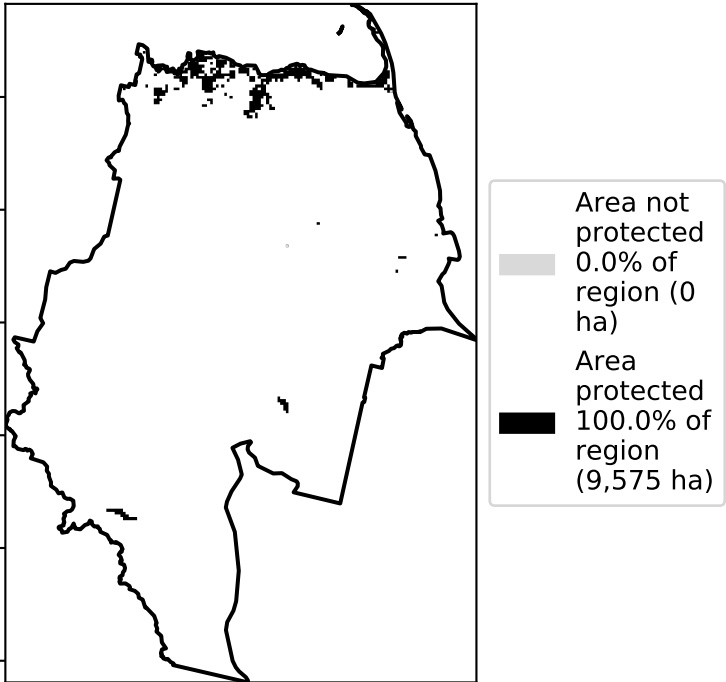 Area not
protected
0.0% of
region (0
ha)
Area
protected
100.0% of
region
(9,575 ha)